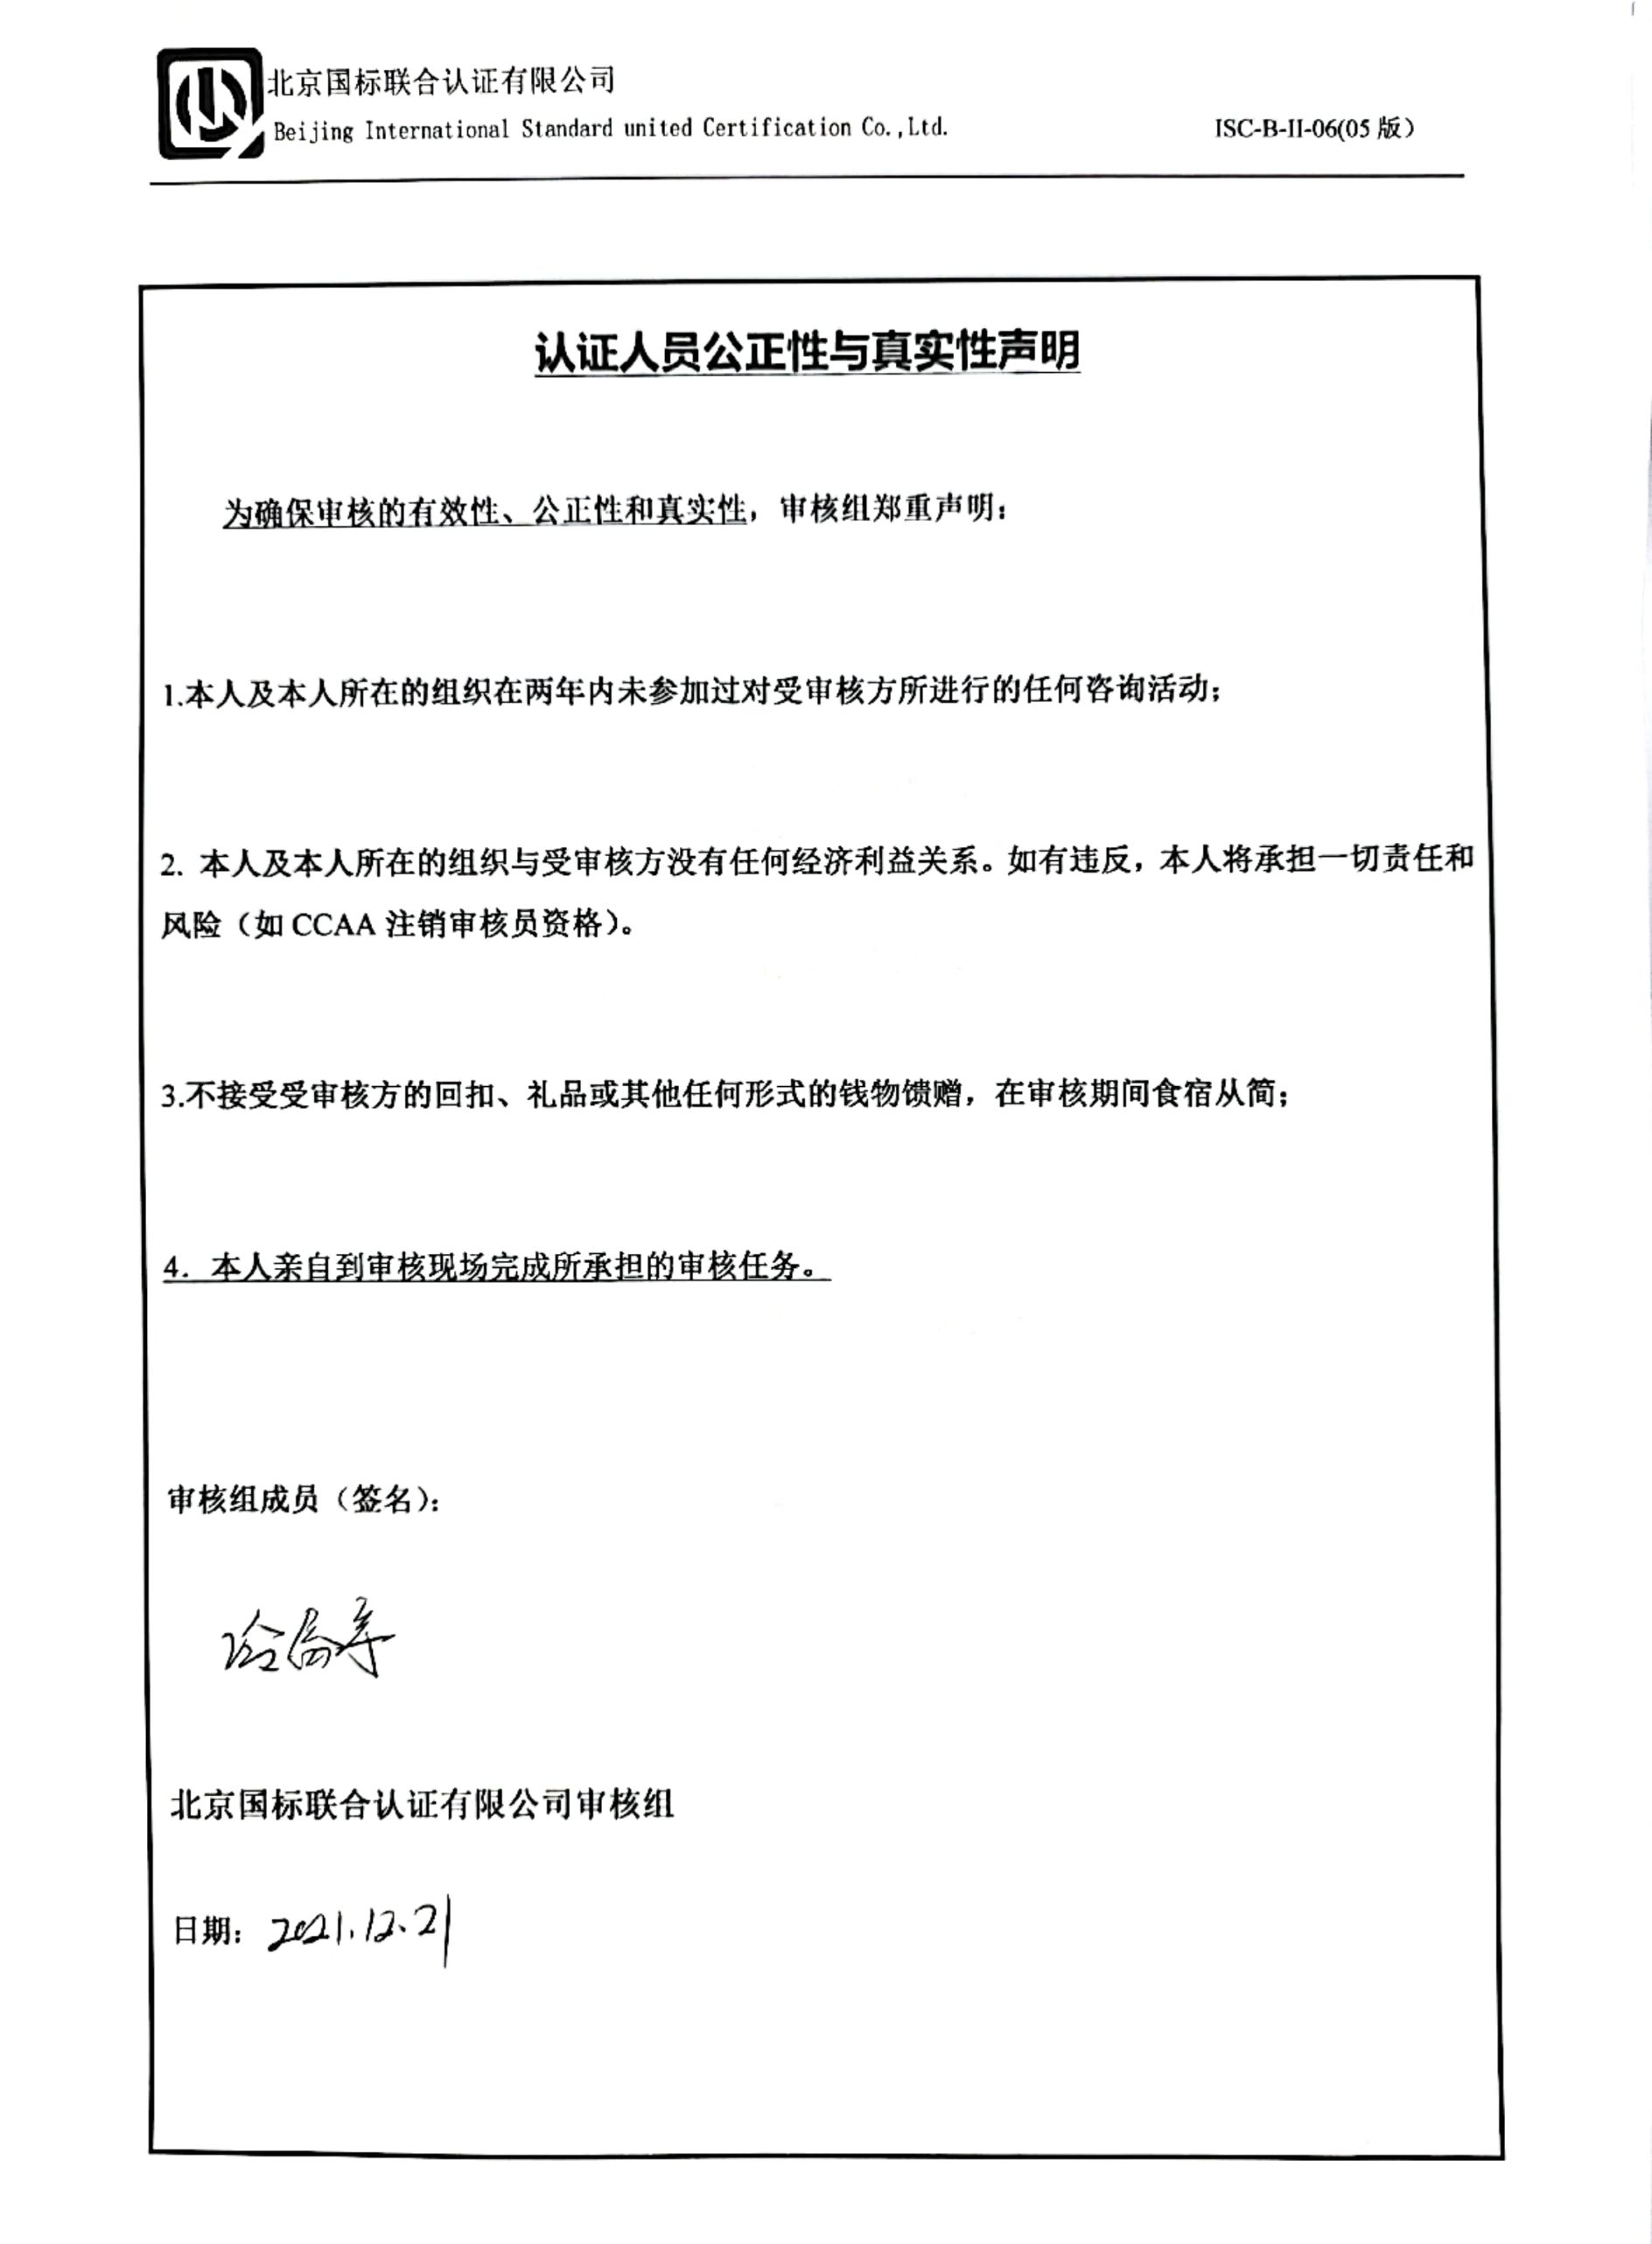 北京国标联合认证有限公司
Beijing International Standard united Certification Co.,Ltd.
ISC-B-II-06(05 版）
认证人员公正性与真实性声明
为确保审核的有效性、公正性和真实性，审核组郑重声明：
1.本人及本人所在的组织在两年内未参加过对受审核方所进行的任何咨询活动；
2. 本人及本人所在的组织与受审核方没有任何经济利益关系。如有违反，本人将承担一切责任和
风险（如 CCAA 注销审核员资格）。
3.不接受受审核方的回扣、礼品或其他任何形式的钱物馈赠，在审核期间食宿从简；
4. 本人亲自到审核现场完成所承担的审核任务。
审核组成员（签名）：
北京国标联合认证有限公司审核组
日期：2021.12.21